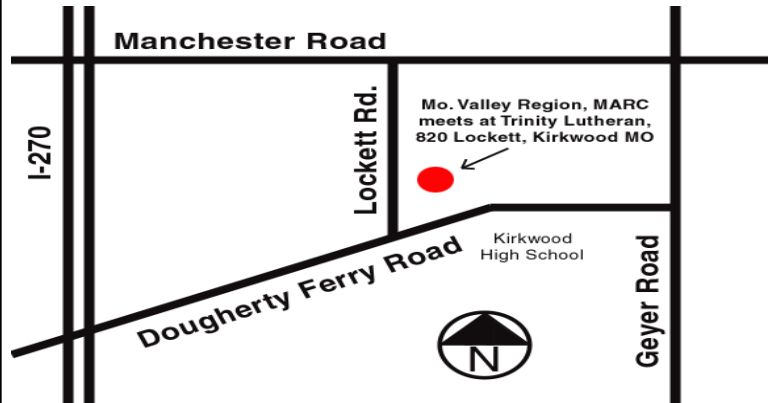 Manchester Road
I-270
Lockett Rd.
Mo. Valley Region, MARC
meets at Trinity Lutheran,
820 Lockett, Kirkwood MO
Dougherty Ferry Road
Kirkwood
High School
Geyer Road
N